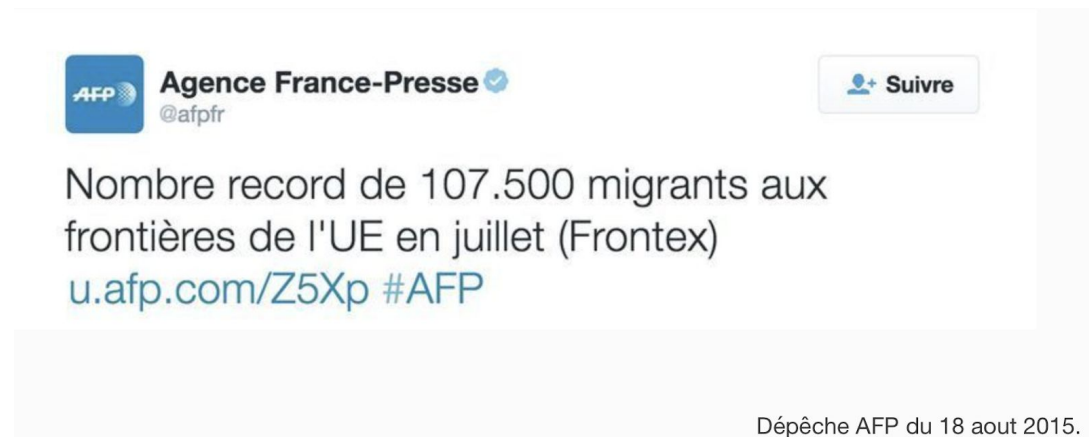 AFP
Agence France-Presse
@afpfr
Suivre
Nombre record de 107.500 migrants aux
frontières de l'UE en juillet (Frontex)
u.afp.com/Z5Xp #AFP
Dépêche AFP du 18 aout 2015.